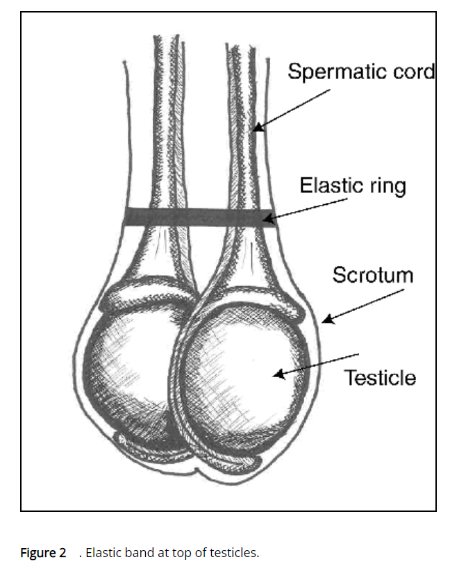 Spermatic cord
Elastic ring
Scrotum
Testicle
Figure 2 . Elastic band at top of testicles.